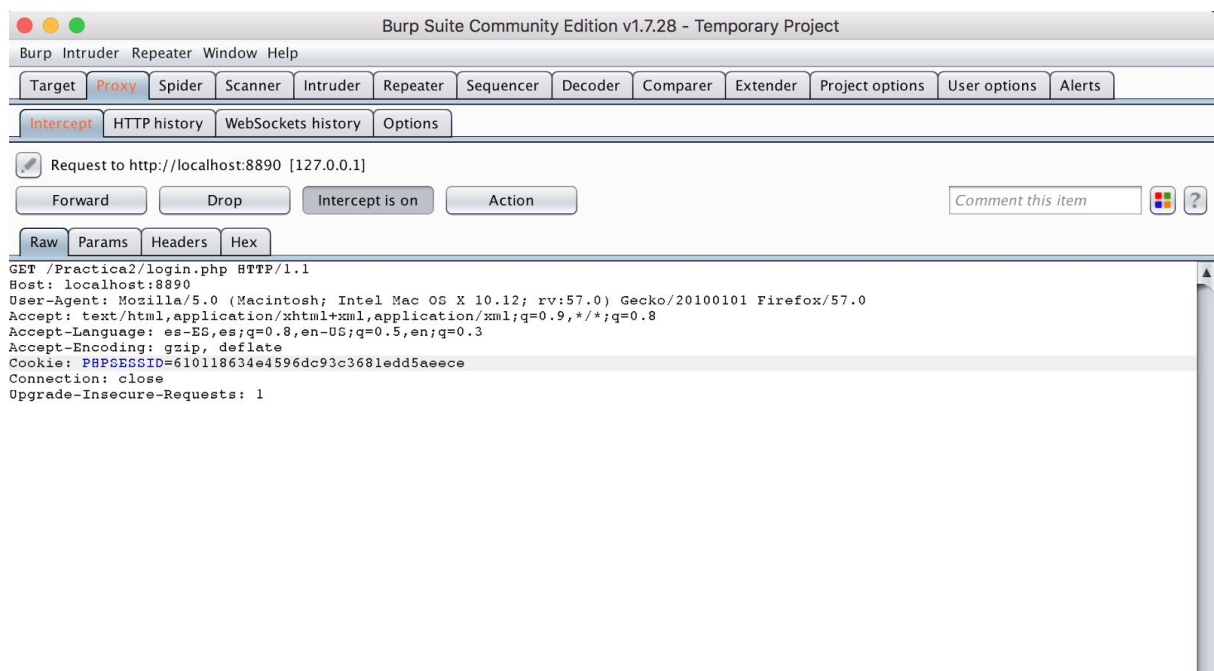 Burp Suite Community Edition v1.7.28 - Temporary Project
Burp Intruder Repeater Window Help
Target Proxy Spider Scanner Intruder Repeater Sequencer Decoder Comparer Extender Project options User options Alerts
Intercept HTTP history WebSockets history Options
Request to http://localhost:8890 [127.0.0.1]
Forward Drop Intercept is on Action Comment this item ?
Raw Params Headers Hex
GET /Practica2/login.php HTTP/1.1
Host: localhost:8890
User-Agent: Mozilla/5.0 (Macintosh; Intel Mac OS X 10.12; rv:57.0) Gecko/20100101 Firefox/57.0
Accept: text/html,application/xhtml+xml,application/xml;q=0.9,*/*;q=0.8
Accept-Language: es-ES,es;q=0.8,en-US;q=0.5,en;q=0.3
Accept-Encoding: gzip, deflate
Cookie: PHPSESSID=610118634e4596dc93c3681edd5aeece
Connection: close
Upgrade-Insecure-Requests: 1